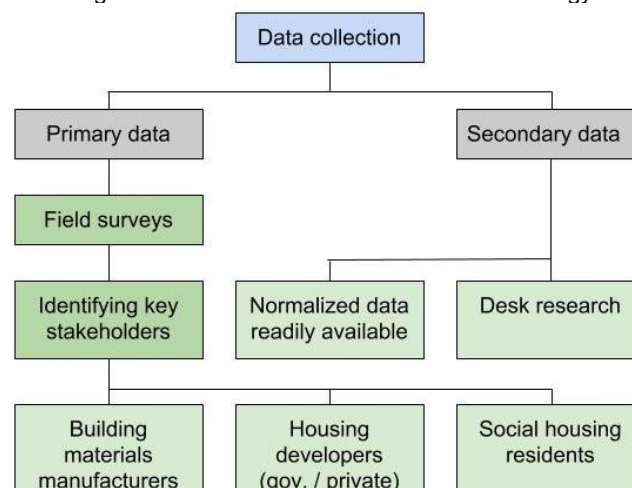 Data collection
Primary data
Secondary data
Field surveys
Identifying key
stakeholders
Normalized data
readily available
Desk research
Building
materials
manufacturers
Housing
developers
(gov. / private)
Social housing
residents